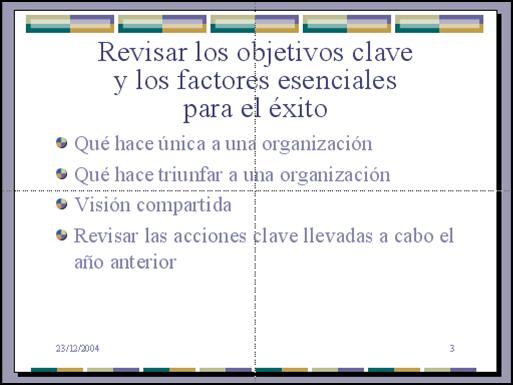 Revisar los objetivos clave
y los factores esenciales
para el éxito
Qué hace única a una organización
Qué hace triunfar a una organización
Visión compartida
Revisar las acciones clave llevadas a cabo el
año anterior
23/12/2004
3